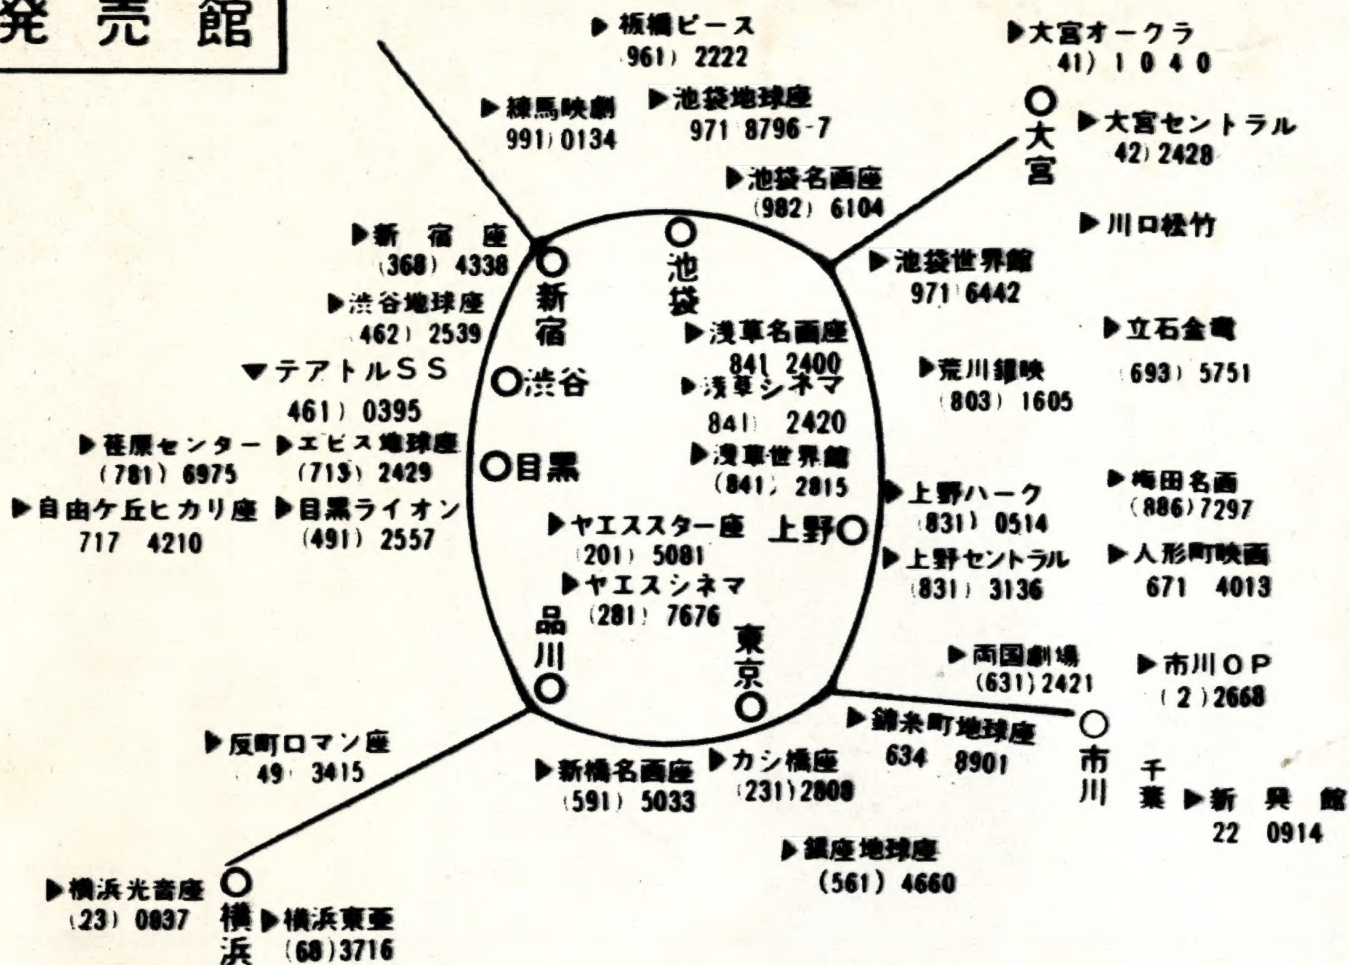 発売館
▶板橋ピース
961) 2222
▶大宮オークラ
41) 1040
▶練馬映劇
991) 0134
▶池袋地球座
971 8796-7
大宮
▶大宮セントラル
42) 2428
▶池袋名画座
(982) 6104
▶川口松竹
▶新宿座
(368) 4338
新宿
池袋
▶池袋世界館
971) 6442
▶渋谷地球座
462) 2539
▶浅草名画座
841 2400
▶立石金竜
(693) 5751
▼テアトルSS
461) 0395
渋谷
▶浅草シネマ
841) 2420
▶荒川銀映
(803) 1605
▶荏原センター
(781) 6975
▶エビス地球座
(713) 2429
目黒
▶浅草世界館
(841) 2815
▶梅田名画
(886) 7297
▶自由ケ丘ヒカリ座
717 4210
▶目黒ライオン
(491) 2557
▶ヤエススター座
(201) 5081
上野
▶上野パーク
(831) 0514
▶ヤエスシネマ
(281) 7676
▶上野セントラル
(831) 3136
▶人形町映画
671 4013
品川
東京
▶両国劇場
(631) 2421
▶市川OP
(2) 2668
▶反町ロマン座
49) 3415
▶新橋名画座
(591) 5033
▶カシ橋座
(231) 2808
▶錦糸町地球座
634 8901
市川
千葉
▶新興館
22 0914
▶銀座地球座
(561) 4660
▶横浜光音座
(23) 0837
横浜
▶横浜東亜
(68) 3716